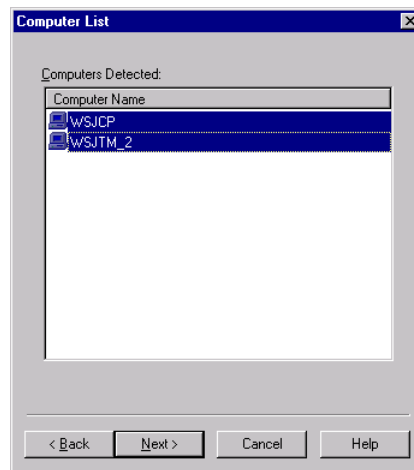 Computer List
Computers Detected:
Computer Name
WSJCP
WSJTM_2
< Back Next > Cancel Help